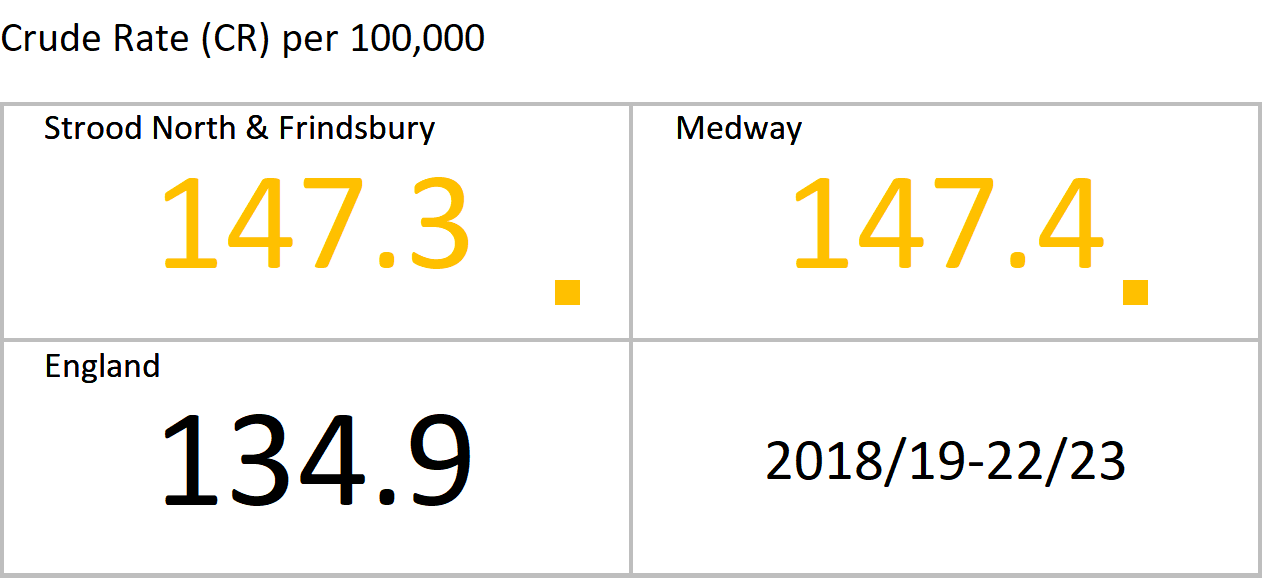 Crude Rate (CR) per 100,000
Strood North & Frindsbury
147.3
Medway
147.4
England
134.9
2018/19-22/23